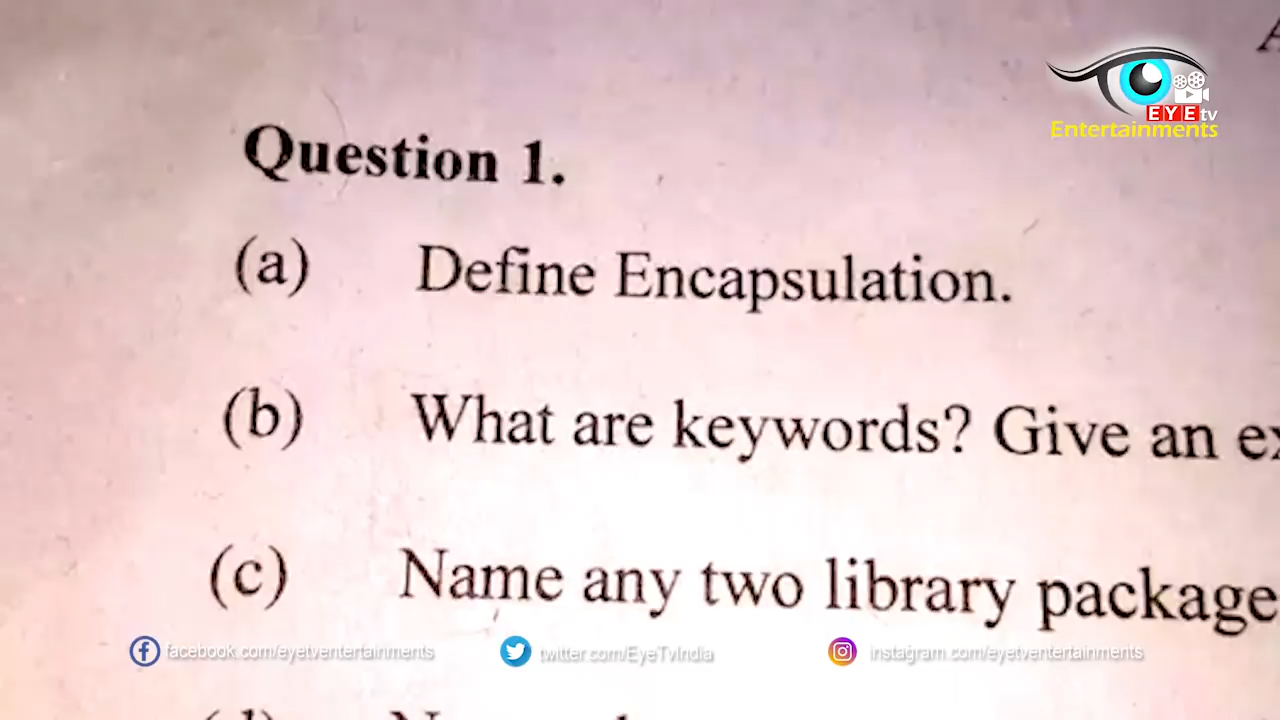 EYE tv
Entertainments
Question 1.
(a) Define Encapsulation.
(b) What are keywords? Give an
(c) Name any two library package
facebook.com/eyetventertainments
twitter.com/EyeTvIndia
instagram.com/eyetventertainments